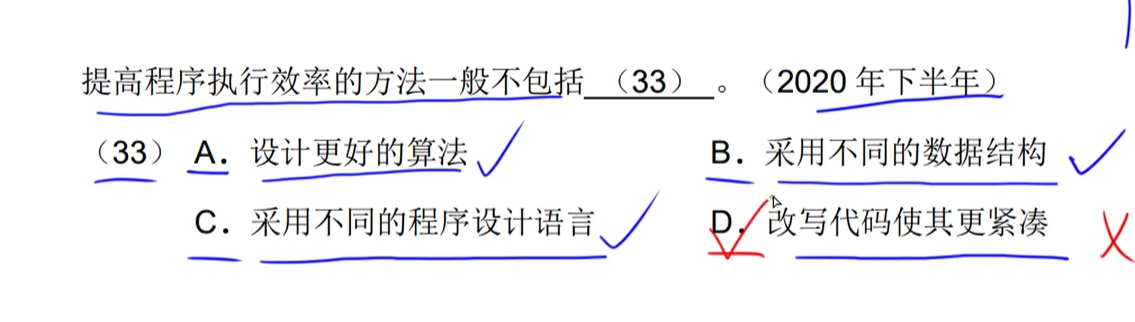 提高程序执行效率的方法一般不包括 （33） 。（2020 年下半年）
（33） A．设计更好的算法 B．采用不同的数据结构
C．采用不同的程序设计语言 D．改写代码使其更紧凑